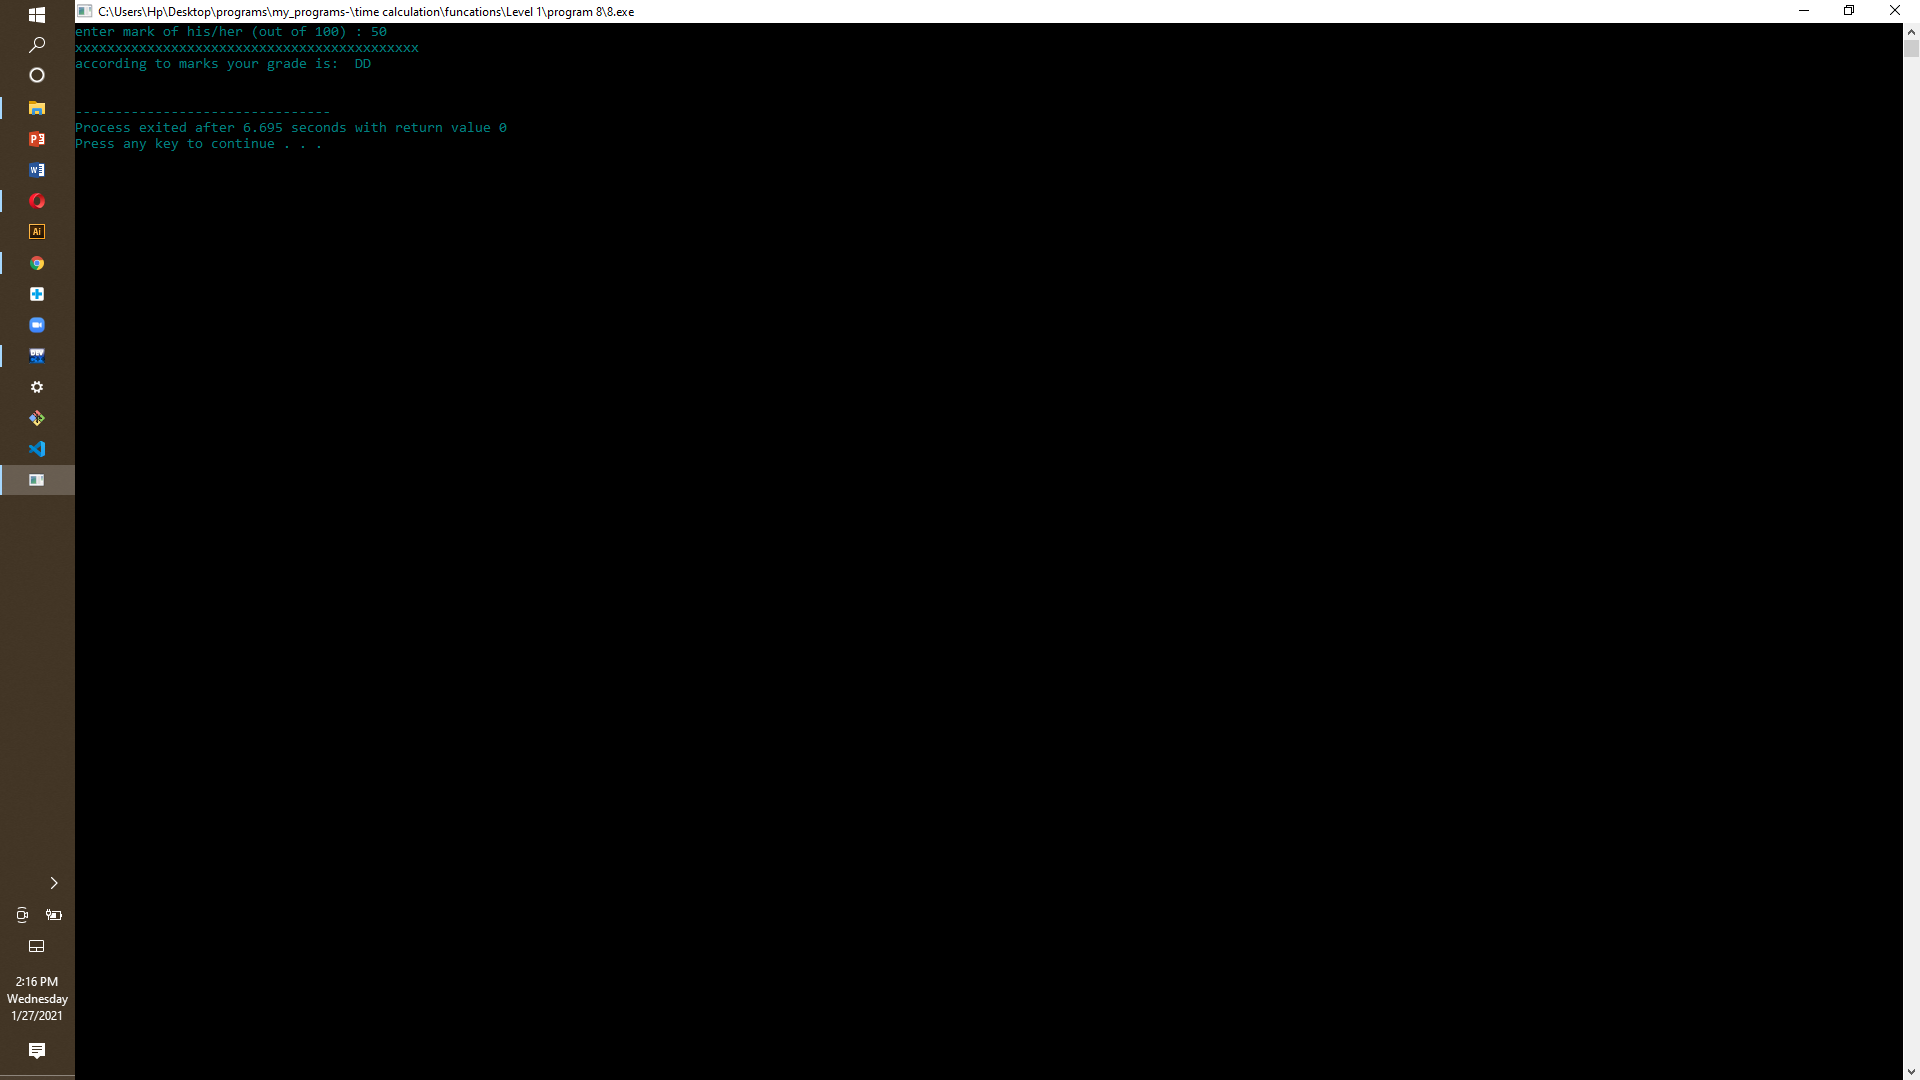 C:\Users\Hp\Desktop\programs\my_programs-\time calculation\funcations\Level 1\program 8\8.exe
enter mark of his/her (out of 100) : 50
xxxxxxxxxxxxxxxxxxxxxxxxxxxxxxxxxxxxxxxxxxx
according to marks your grade is:  DD
--------------------------------
Process exited after 6.695 seconds with return value 0
Press any key to continue . . .
Ai
DEV
2:16 PM
Wednesday
1/27/2021